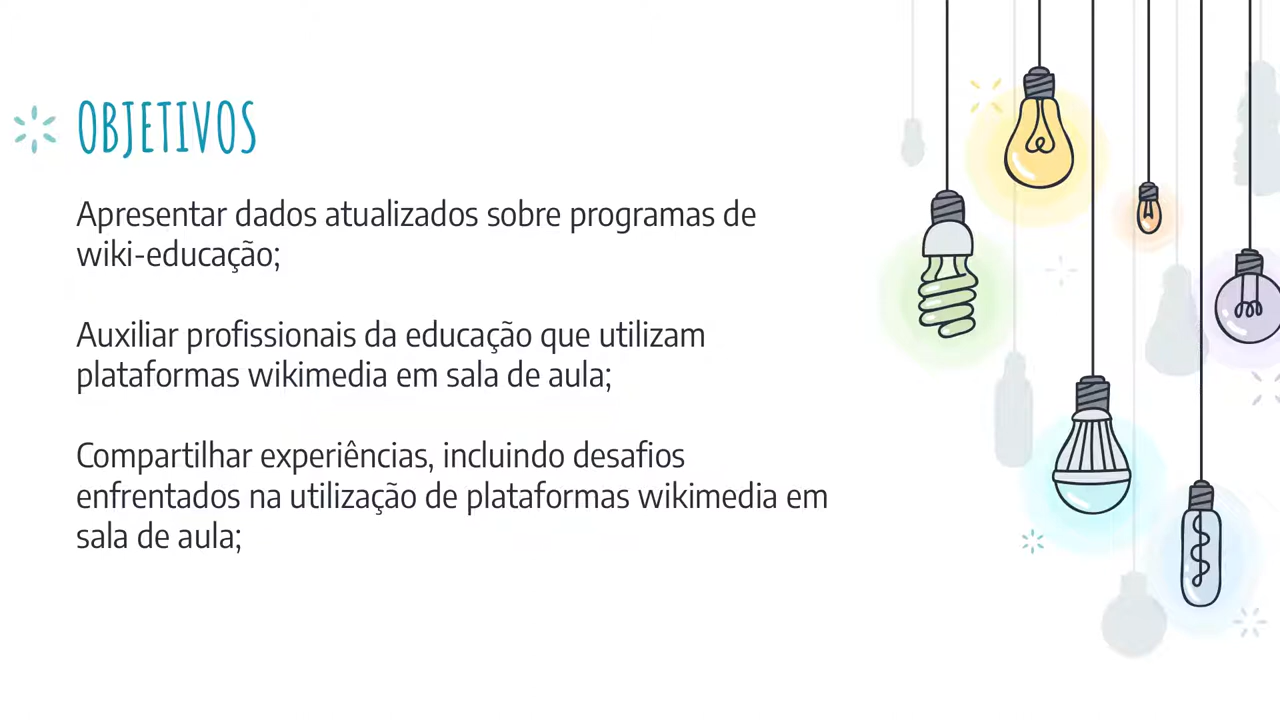 OBJETIVOS
Apresentar dados atualizados sobre programas de
wiki-educação;
Auxiliar profissionais da educação que utilizam
plataformas wikimedia em sala de aula;
Compartilhar experiências, incluindo desafios
enfrentados na utilização de plataformas wikimedia em
sala de aula;